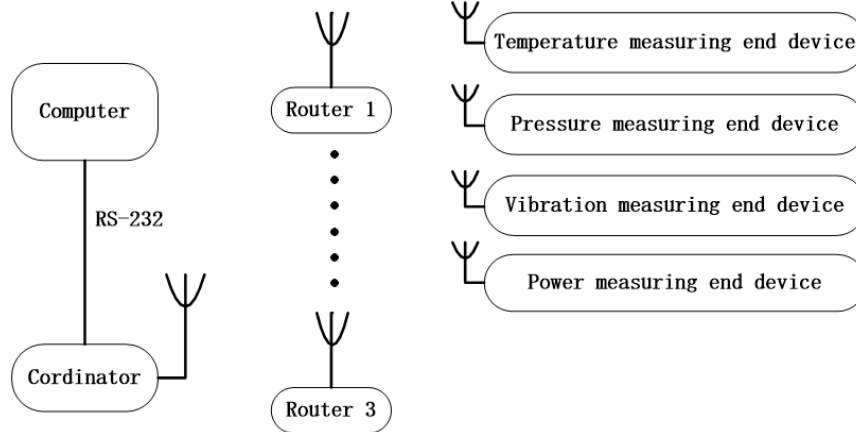 Computer
RS-232
Cordinator
Router 1
Router 3
Temperature measuring end device
Pressure measuring end device
Vibration measuring end device
Power measuring end device